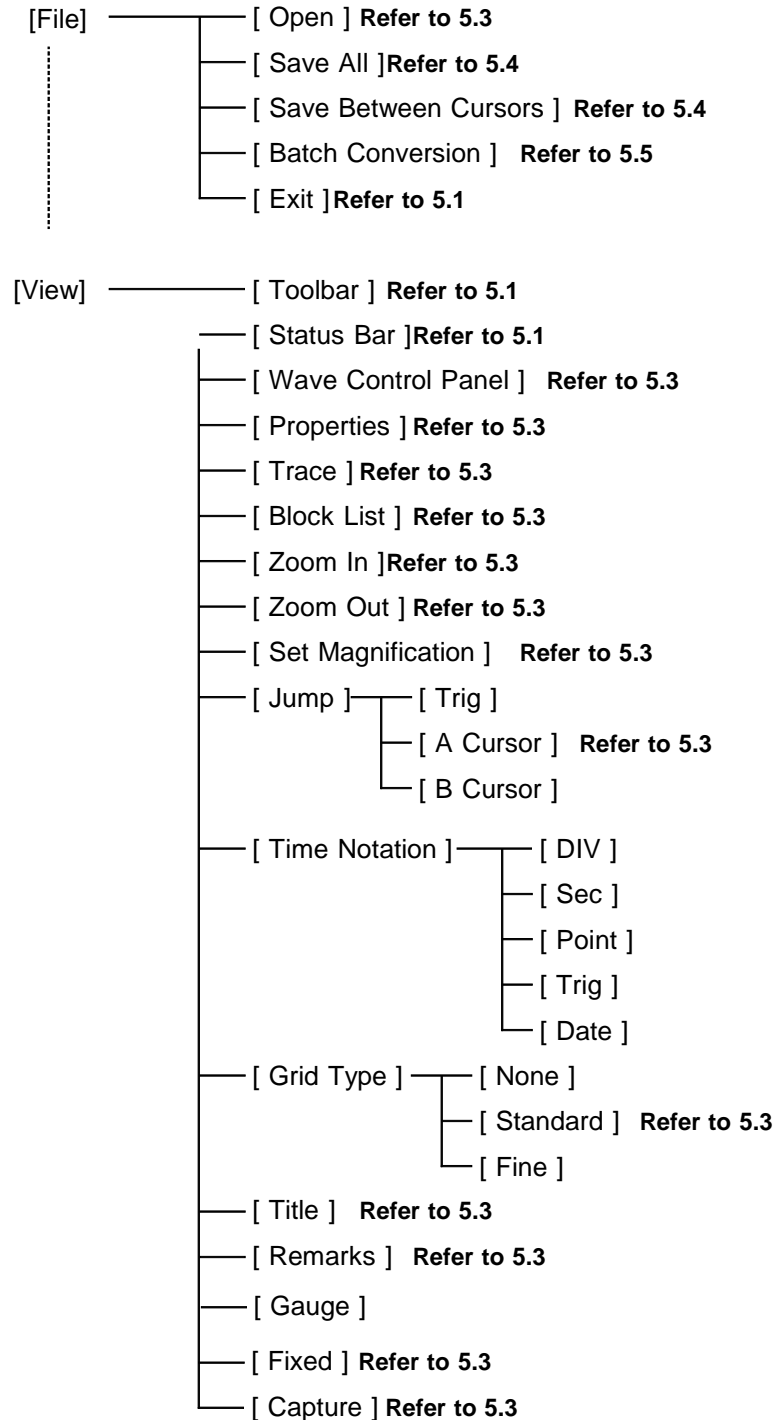 [File] [ Open ] Refer to 5.3
[ Save All ] Refer to 5.4
[ Save Between Cursors ] Refer to 5.4
[ Batch Conversion ] Refer to 5.5
[ Exit ] Refer to 5.1
[View] [ Toolbar ] Refer to 5.1
[ Status Bar ] Refer to 5.1
[ Wave Control Panel ] Refer to 5.3
[ Properties ] Refer to 5.3
[ Trace ] Refer to 5.3
[ Block List ] Refer to 5.3
[ Zoom In ] Refer to 5.3
[ Zoom Out ] Refer to 5.3
[ Set Magnification ] Refer to 5.3
[ Jump ] [ Trig ]
[ A Cursor ] Refer to 5.3
[ B Cursor ]
[ Time Notation ] [ DIV ]
[ Sec ]
[ Point ]
[ Trig ]
[ Date ]
[ Grid Type ] [ None ]
[ Standard ] Refer to 5.3
[ Fine ]
[ Title ] Refer to 5.3
[ Remarks ] Refer to 5.3
[ Gauge ]
[ Fixed ] Refer to 5.3
[ Capture ] Refer to 5.3